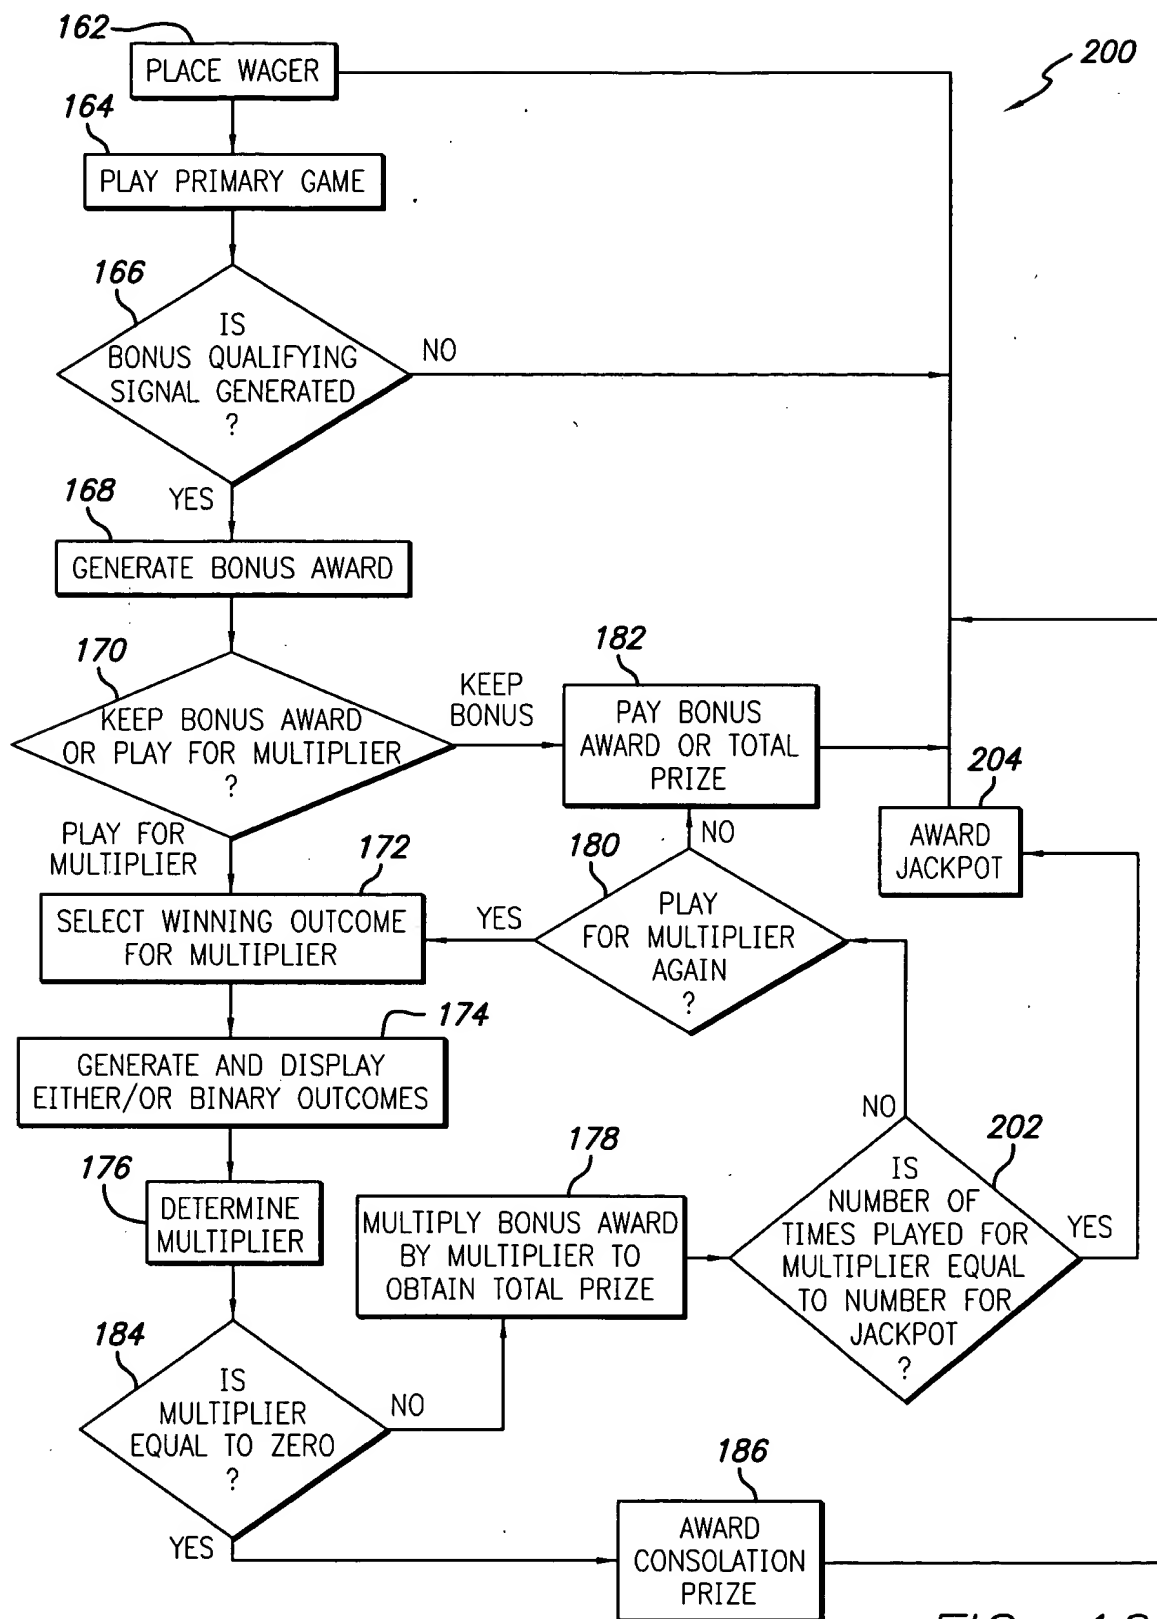 162
PLACE WAGER
200
164
PLAY PRIMARY GAME
166
IS
BONUS QUALIFYING
SIGNAL GENERATED
?
NO
YES
168
GENERATE BONUS AWARD
170
KEEP BONUS AWARD
OR PLAY FOR MULTIPLIER
?
KEEP
BONUS
182
PAY BONUS
AWARD OR TOTAL
PRIZE
204
AWARD
JACKPOT
PLAY FOR
MULTIPLIER
172
SELECT WINNING OUTCOME
FOR MULTIPLIER
YES
180
NO
PLAY
FOR MULTIPLIER
AGAIN
?
174
GENERATE AND DISPLAY
EITHER/OR BINARY OUTCOMES
176
DETERMINE
MULTIPLIER
178
MULTIPLY BONUS AWARD
BY MULTIPLIER TO
OBTAIN TOTAL PRIZE
NO
202
IS
NUMBER OF
TIMES PLAYED FOR
MULTIPLIER EQUAL
TO NUMBER FOR
JACKPOT
?
YES
184
IS
MULTIPLIER
EQUAL TO ZERO
?
NO
YES
186
AWARD
CONSOLATION
PRIZE